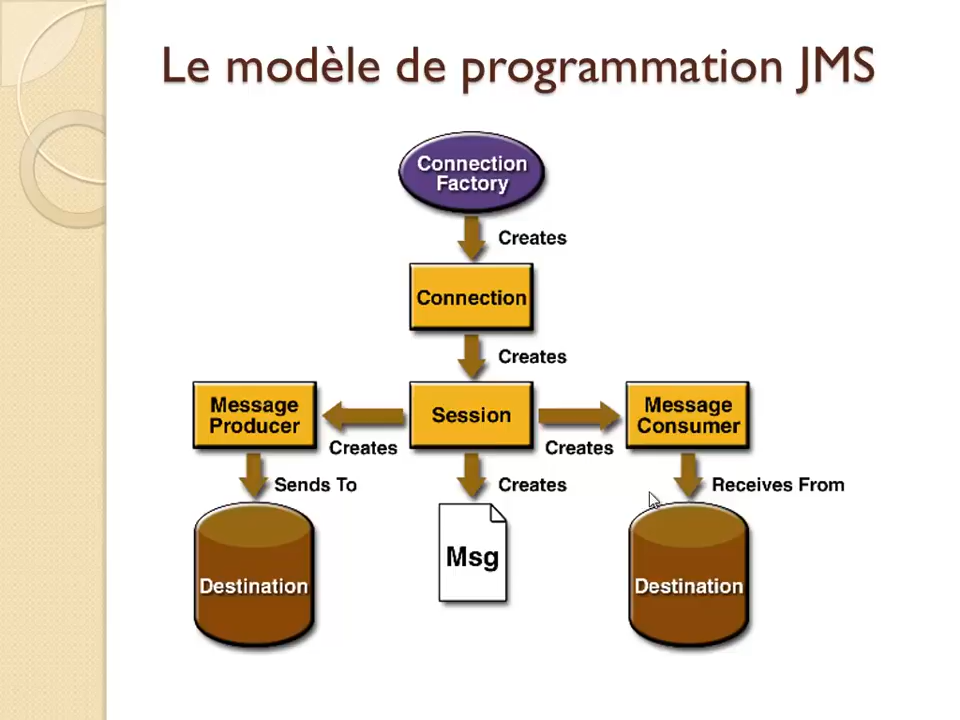 Le modèle de programmation JMS
Connection
Factory
Creates
Connection
Creates
Message
Producer
Session
Message
Consumer
Creates
Creates
Sends To
Creates
Receives From
Destination
Msg
Destination